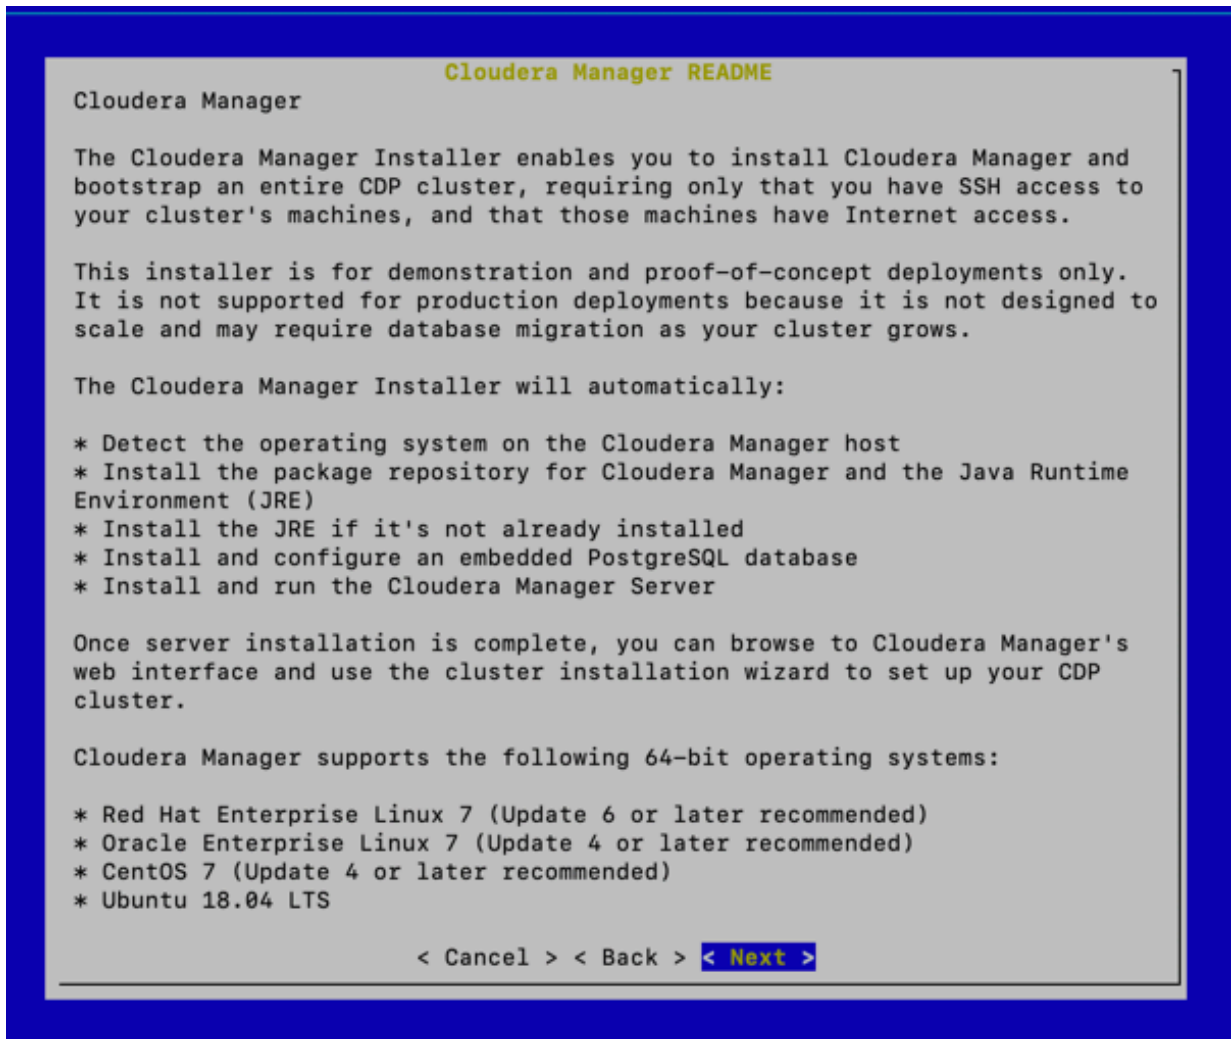 Cloudera Manager README
Cloudera Manager
The Cloudera Manager Installer enables you to install Cloudera Manager and
bootstrap an entire CDP cluster, requiring only that you have SSH access to
your cluster's machines, and that those machines have Internet access.
This installer is for demonstration and proof-of-concept deployments only.
It is not supported for production deployments because it is not designed to
scale and may require database migration as your cluster grows.
The Cloudera Manager Installer will automatically:
* Detect the operating system on the Cloudera Manager host
* Install the package repository for Cloudera Manager and the Java Runtime
Environment (JRE)
* Install the JRE if it's not already installed
* Install and configure an embedded PostgreSQL database
* Install and run the Cloudera Manager Server
Once server installation is complete, you can browse to Cloudera Manager's
web interface and use the cluster installation wizard to set up your CDP
cluster.
Cloudera Manager supports the following 64-bit operating systems:
* Red Hat Enterprise Linux 7 (Update 6 or later recommended)
* Oracle Enterprise Linux 7 (Update 4 or later recommended)
* CentOS 7 (Update 4 or later recommended)
* Ubuntu 18.04 LTS
< Cancel > < Back > < Next >